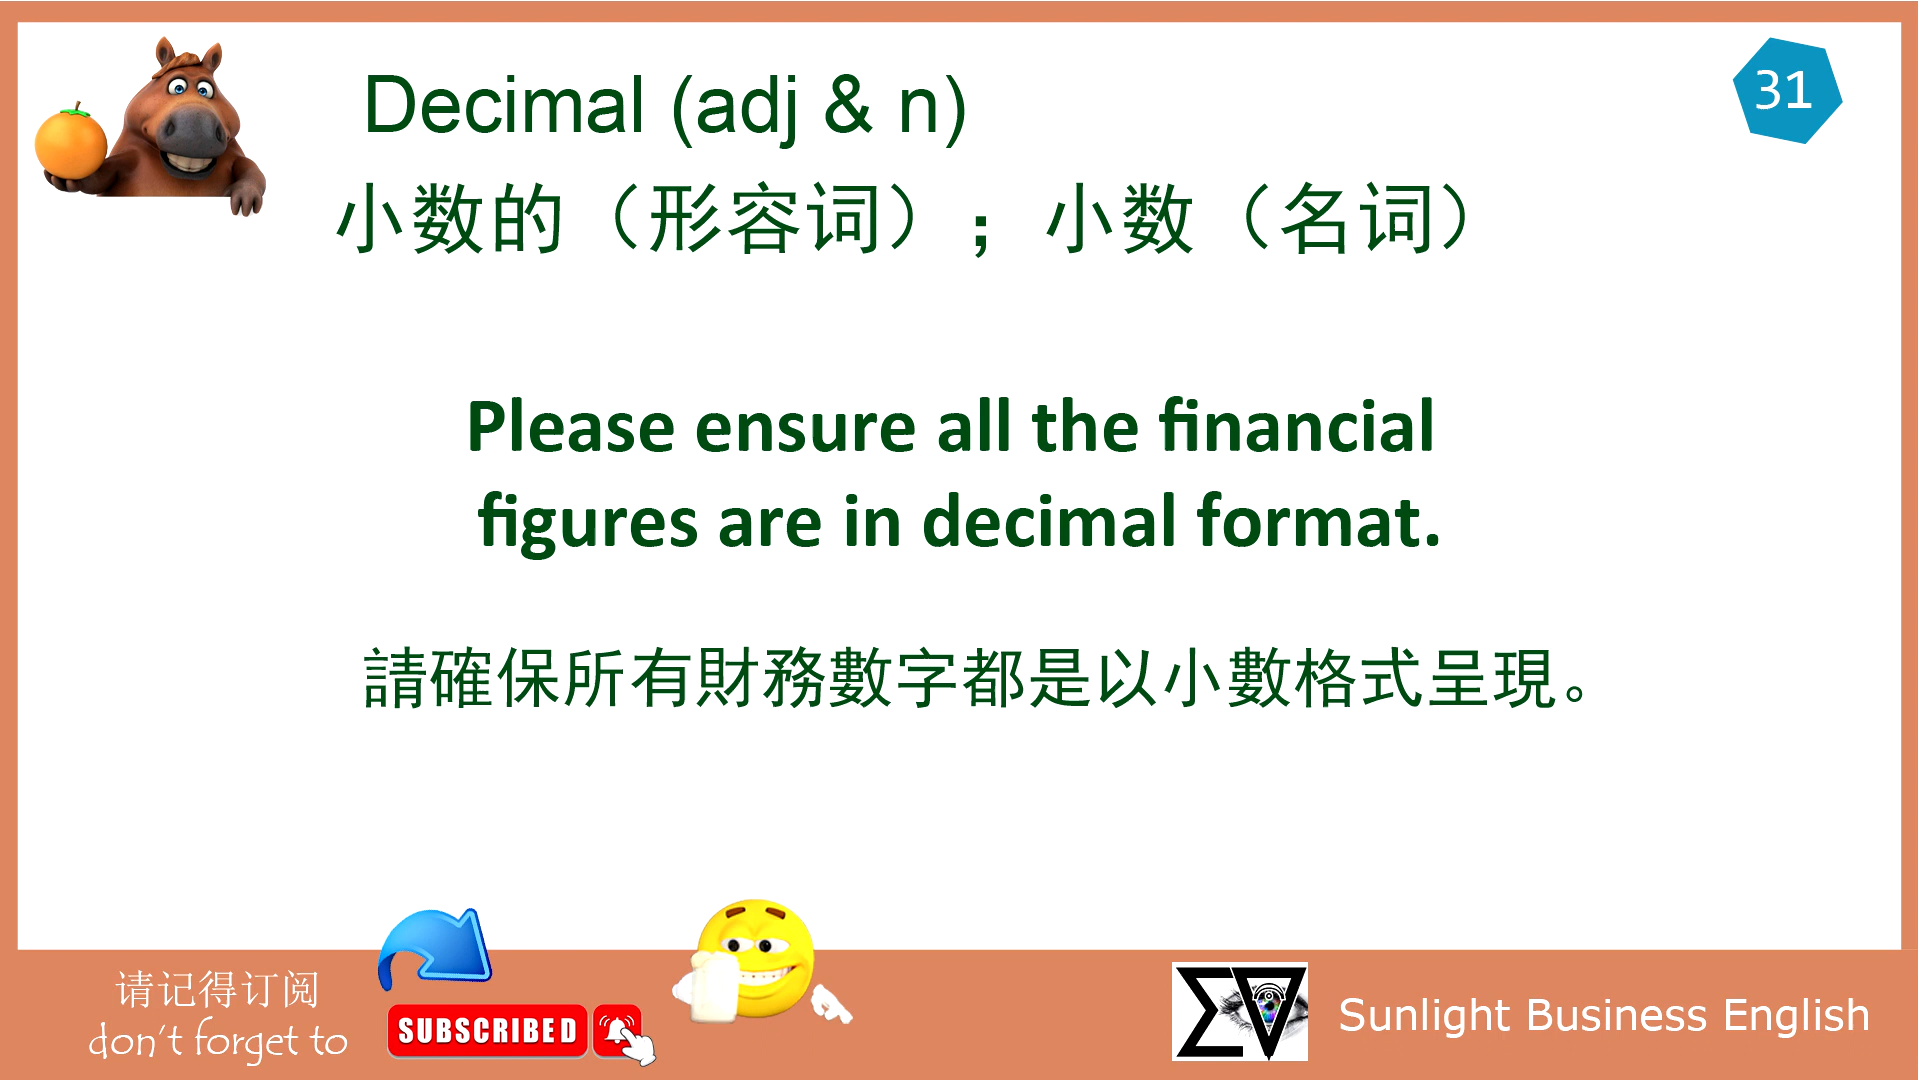 Decimal (adj & n)
31
小数的（形容词）；小数（名词）
Please ensure all the financial
figures are in decimal format.
請確保所有財務數字都是以小數格式呈現。
请记得订阅
don't forget to
SUBSCRIBED
Sunlight Business English